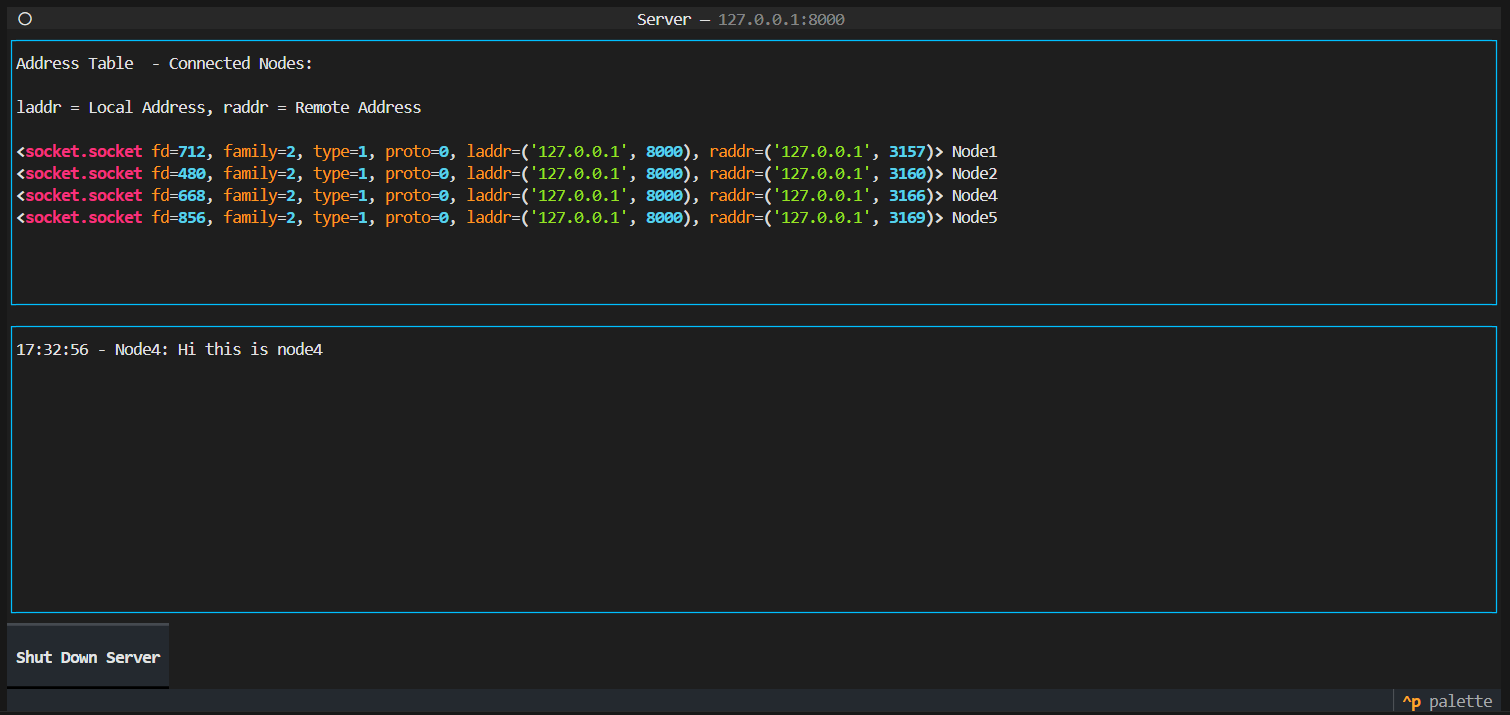 Server — 127.0.0.1:8000
Address Table  - Connected Nodes:
laddr = Local Address, raddr = Remote Address
<socket.socket fd=712, family=2, type=1, proto=0, laddr=('127.0.0.1', 8000), raddr=('127.0.0.1', 3157)> Node1
<socket.socket fd=480, family=2, type=1, proto=0, laddr=('127.0.0.1', 8000), raddr=('127.0.0.1', 3160)> Node2
<socket.socket fd=668, family=2, type=1, proto=0, laddr=('127.0.0.1', 8000), raddr=('127.0.0.1', 3166)> Node4
<socket.socket fd=856, family=2, type=1, proto=0, laddr=('127.0.0.1', 8000), raddr=('127.0.0.1', 3169)> Node5
17:32:56 - Node4: Hi this is node4
Shut Down Server
^p palette